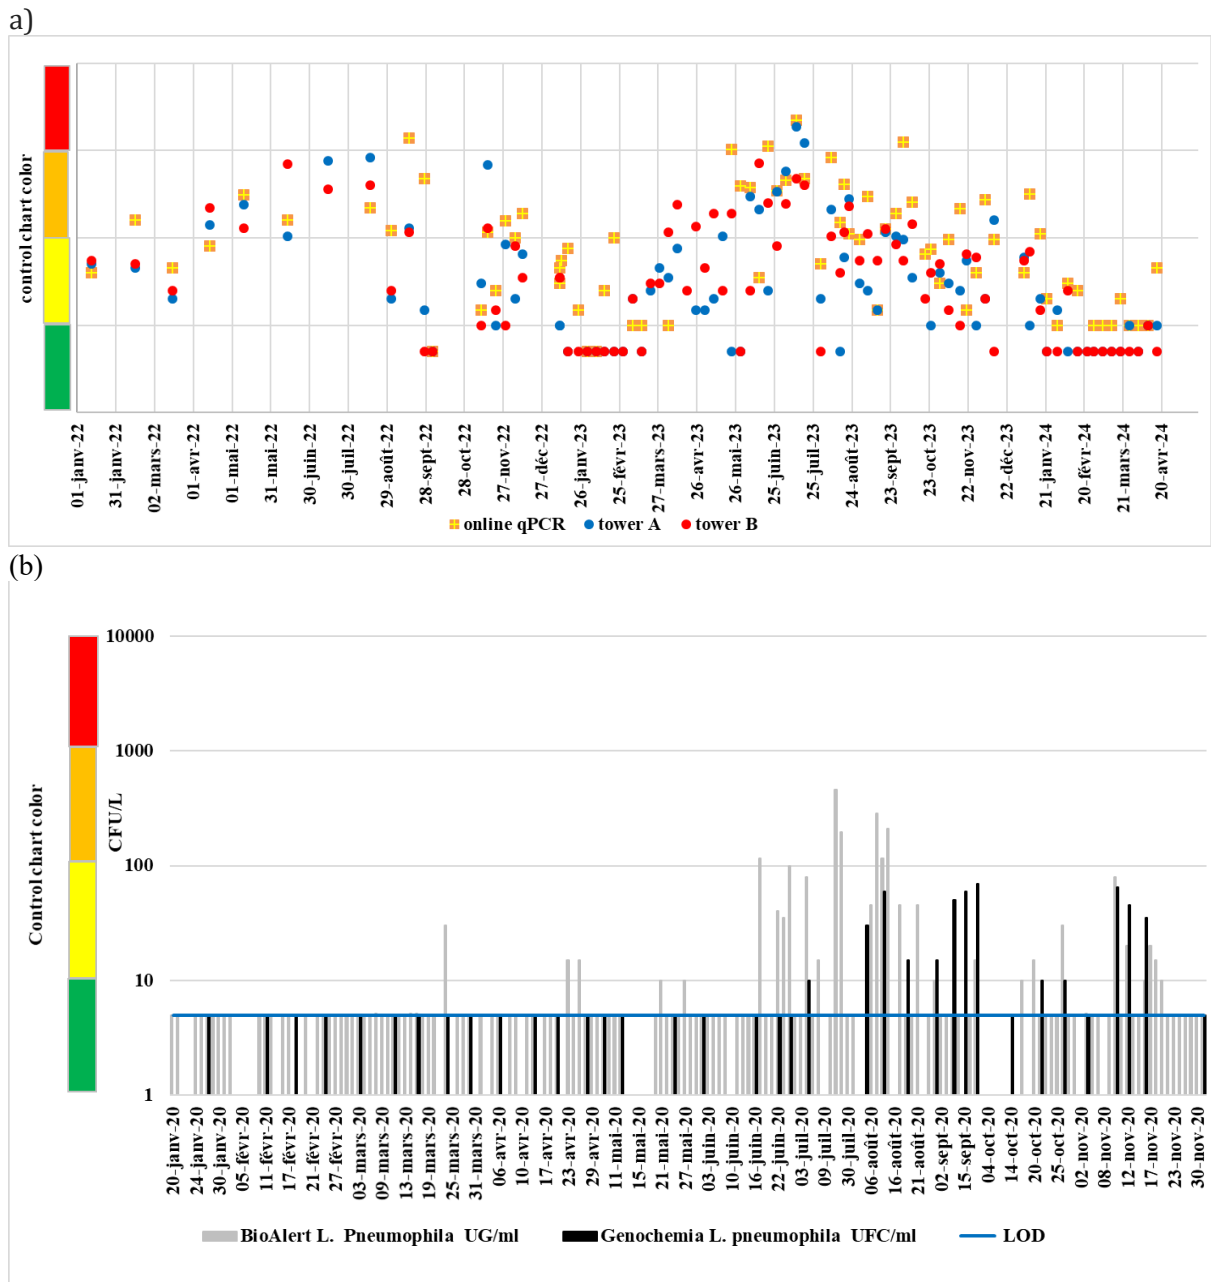 a)
control chart color
01-janv-22
31-janv-22
02-mars-22
01-avr-22
01-mai-22
31-mai-22
30-juin-22
30-juil-22
29-août-22
28-sept-22
28-oct-22
27-nov-22
27-déc-22
26-janv-23
25-févr-23
27-mars-23
26-avr-23
26-mai-23
25-juin-23
25-juil-23
24-août-23
23-sept-23
23-oct-23
22-nov-23
22-déc-23
21-janv-24
20-févr-24
21-mars-24
20-avr-24
online qPCR tower A tower B
(b)
Control chart color
CFU/L
10000
1000
100
10
1
20-janv-20
24-janv-20
30-janv-20
05-févr-20
11-févr-20
17-févr-20
21-févr-20
27-févr-20
03-mars-20
09-mars-20
13-mars-20
19-mars-20
25-mars-20
31-mars-20
06-avr-20
11-avr-20
17-avr-20
23-avr-20
29-avr-20
11-mai-20
15-mai-20
21-mai-20
27-mai-20
03-juin-20
10-juin-20
16-juin-20
22-juin-20
03-juil-20
09-juil-20
30-juil-20
06-août-20
16-août-20
21-août-20
02-sept-20
15-sept-20
04-oct-20
14-oct-20
20-oct-20
25-oct-20
02-nov-20
08-nov-20
12-nov-20
17-nov-20
23-nov-20
30-nov-20
BioAlert L. Pneumophila UG/ml Genochemia L. pneumophila UFC/ml LOD